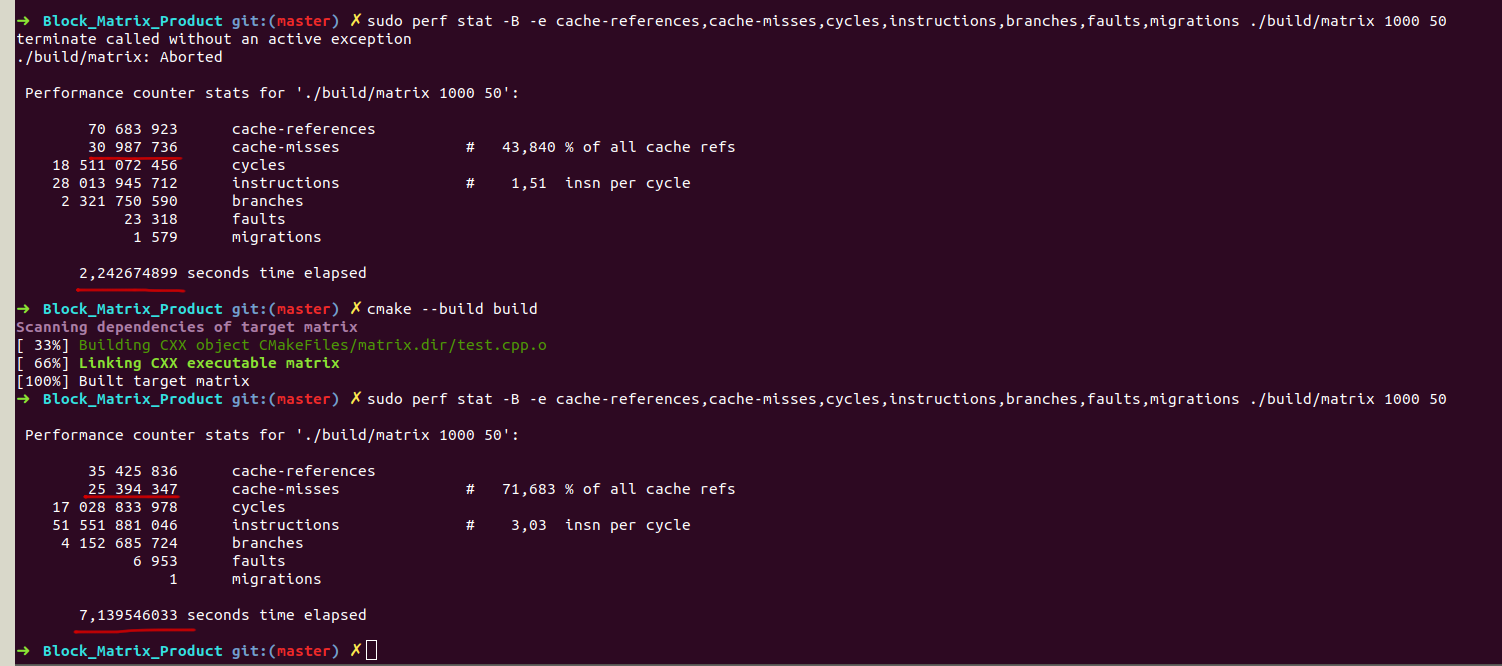 ➜ Block_Matrix_Product git:(master) ✗ sudo perf stat -B -e cache-references,cache-misses,cycles,instructions,branches,faults,migrations ./build/matrix 1000 50
terminate called without an active exception
./build/matrix: Aborted
Performance counter stats for './build/matrix 1000 50':
70 683 923 cache-references
30 987 736 cache-misses # 43,840 % of all cache refs
18 511 072 456 cycles
28 013 945 712 instructions # 1,51 insn per cycle
2 321 750 590 branches
23 318 faults
1 579 migrations
2,242674899 seconds time elapsed
➜ Block_Matrix_Product git:(master) ✗ cmake --build build
Scanning dependencies of target matrix
[ 33%] Building CXX object CMakeFiles/matrix.dir/test.cpp.o
[ 66%] Linking CXX executable matrix
[100%] Built target matrix
➜ Block_Matrix_Product git:(master) ✗ sudo perf stat -B -e cache-references,cache-misses,cycles,instructions,branches,faults,migrations ./build/matrix 1000 50
Performance counter stats for './build/matrix 1000 50':
35 425 836 cache-references
25 394 347 cache-misses # 71,683 % of all cache refs
17 028 833 978 cycles
51 551 881 046 instructions # 3,03 insn per cycle
4 152 685 724 branches
6 953 faults
1 migrations
7,139546033 seconds time elapsed
➜ Block_Matrix_Product git:(master) ✗